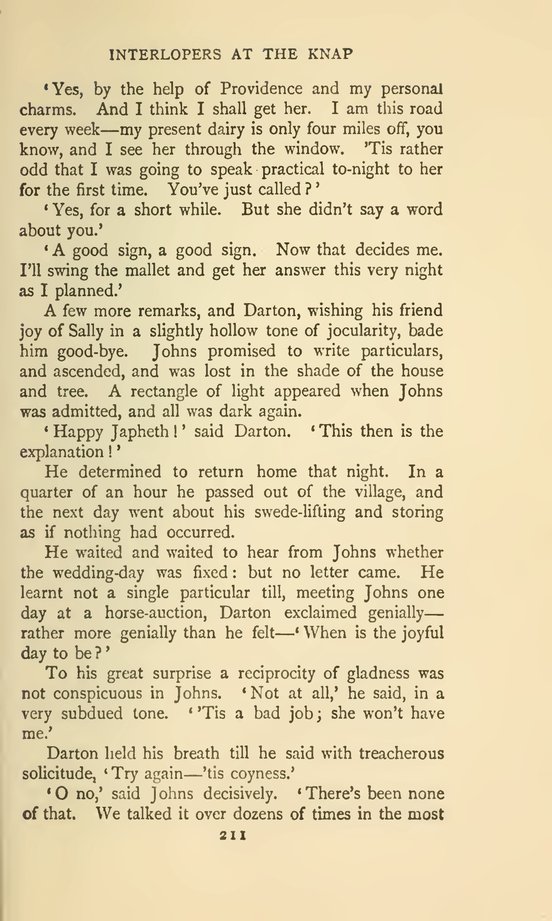 INTERLOPERS AT THE KNAP
‘Yes, by the help of Providence and my personal
charms. And I think I shall get her. I am this road
every week—my present dairy is only four miles off, you
know, and I see her through the window. ’Tis rather
odd that I was going to speak practical to-night to her
for the first time. You’ve just called?’
‘Yes, for a short while. But she didn’t say a word
about you.’
‘A good sign, a good sign. Now that decides me.
I’ll swing the mallet and get her answer this very night
as I planned.’
A few more remarks, and Darton, wishing his friend
joy of Sally in a slightly hollow tone of jocularity, bade
him good-bye. Johns promised to write particulars,
and ascended, and was lost in the shade of the house
and tree. A rectangle of light appeared when Johns
was admitted, and all was dark again.
‘Happy Japheth!’ said Darton. ‘This then is the
explanation!’
He determined to return home that night. In a
quarter of an hour he passed out of the village, and
the next day went about his swede-lifting and storing
as if nothing had occurred.
He waited and waited to hear from Johns whether
the wedding-day was fixed: but no letter came. He
learnt not a single particular till, meeting Johns one
day at a horse-auction, Darton exclaimed genially—
rather more genially than he felt—‘When is the joyful
day to be?’
To his great surprise a reciprocity of gladness was
not conspicuous in Johns. ‘Not at all,’ he said, in a
very subdued tone. ‘’Tis a bad job; she won’t have
me.’
Darton held his breath till he said with treacherous
solicitude, ‘Try again—’tis coyness.’
‘O no,’ said Johns decisively. ‘There’s been none
of that. We talked it over dozens of times in the most
211